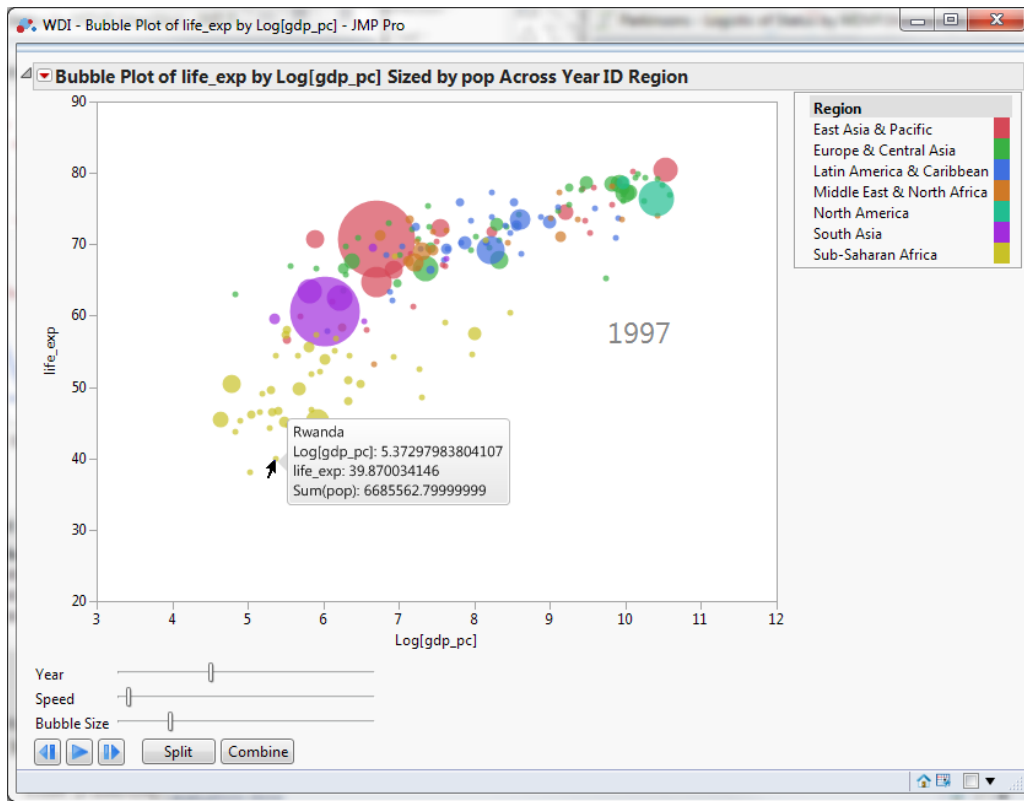 WDI - Bubble Plot of life_exp by Log[gdp_pc] - JMP Pro
Bubble Plot of life_exp by Log[gdp_pc] Sized by pop Across Year ID Region
90
80
70
60
50
40
30
20
life_exp
3 4 5 6 7 8 9 10 11 12
Log[gdp_pc]
1997
Rwanda
Log[gdp_pc]: 5.37297983804107
life_exp: 39.870034146
Sum(pop): 6685562.79999999
Region
East Asia & Pacific
Europe & Central Asia
Latin America & Caribbean
Middle East & North Africa
North America
South Asia
Sub-Saharan Africa
Year
Speed
Bubble Size
Split Combine